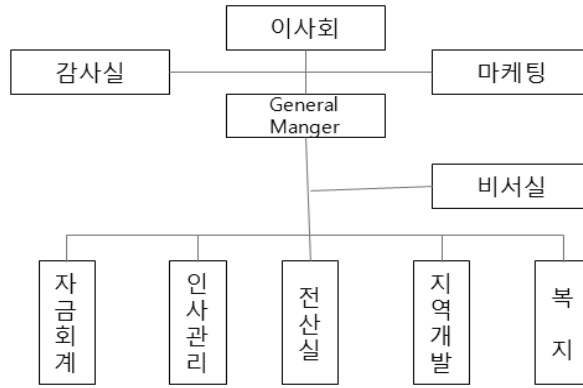 이사회
감사실
마케팅
General
Manger
비서실
자금회계
인사관리
전산실
지역개발
복지